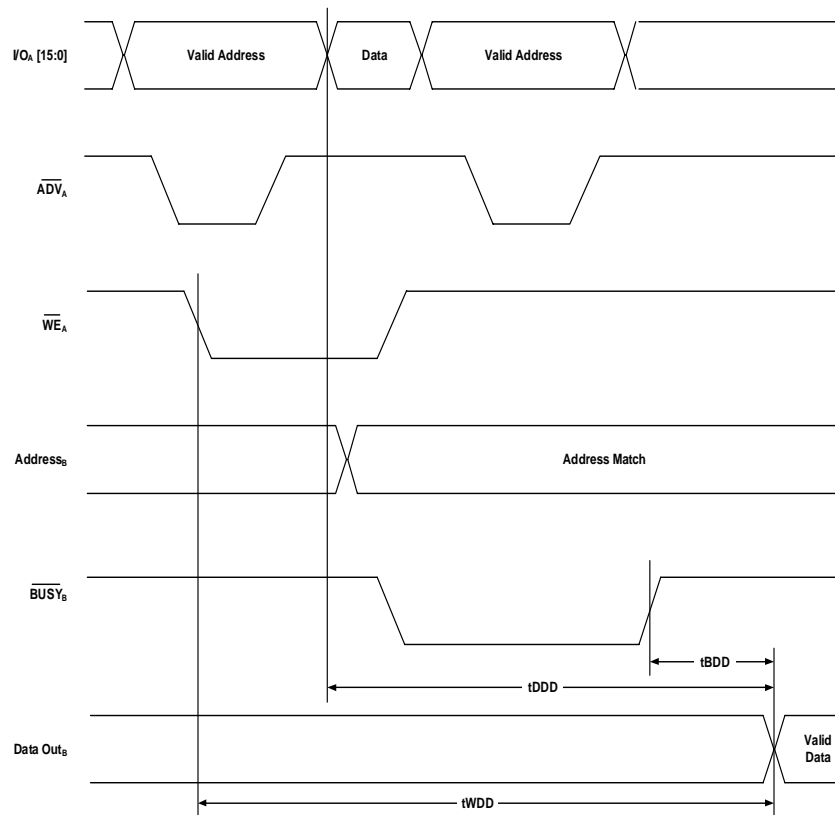 I/OA [15:0]
Valid Address
Data
Valid Address
ADVA
WEA
AddressB
Address Match
BUSYB
tBDD
tDDD
Data OutB
Valid
Data
tWDD